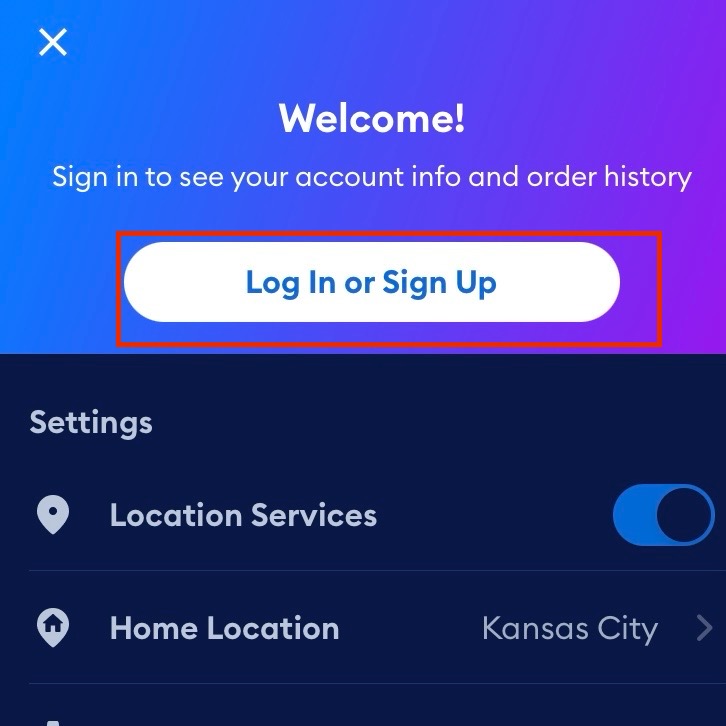 Welcome!
Sign in to see your account info and order history
Log In or Sign Up
Settings
Location Services
Home Location Kansas City